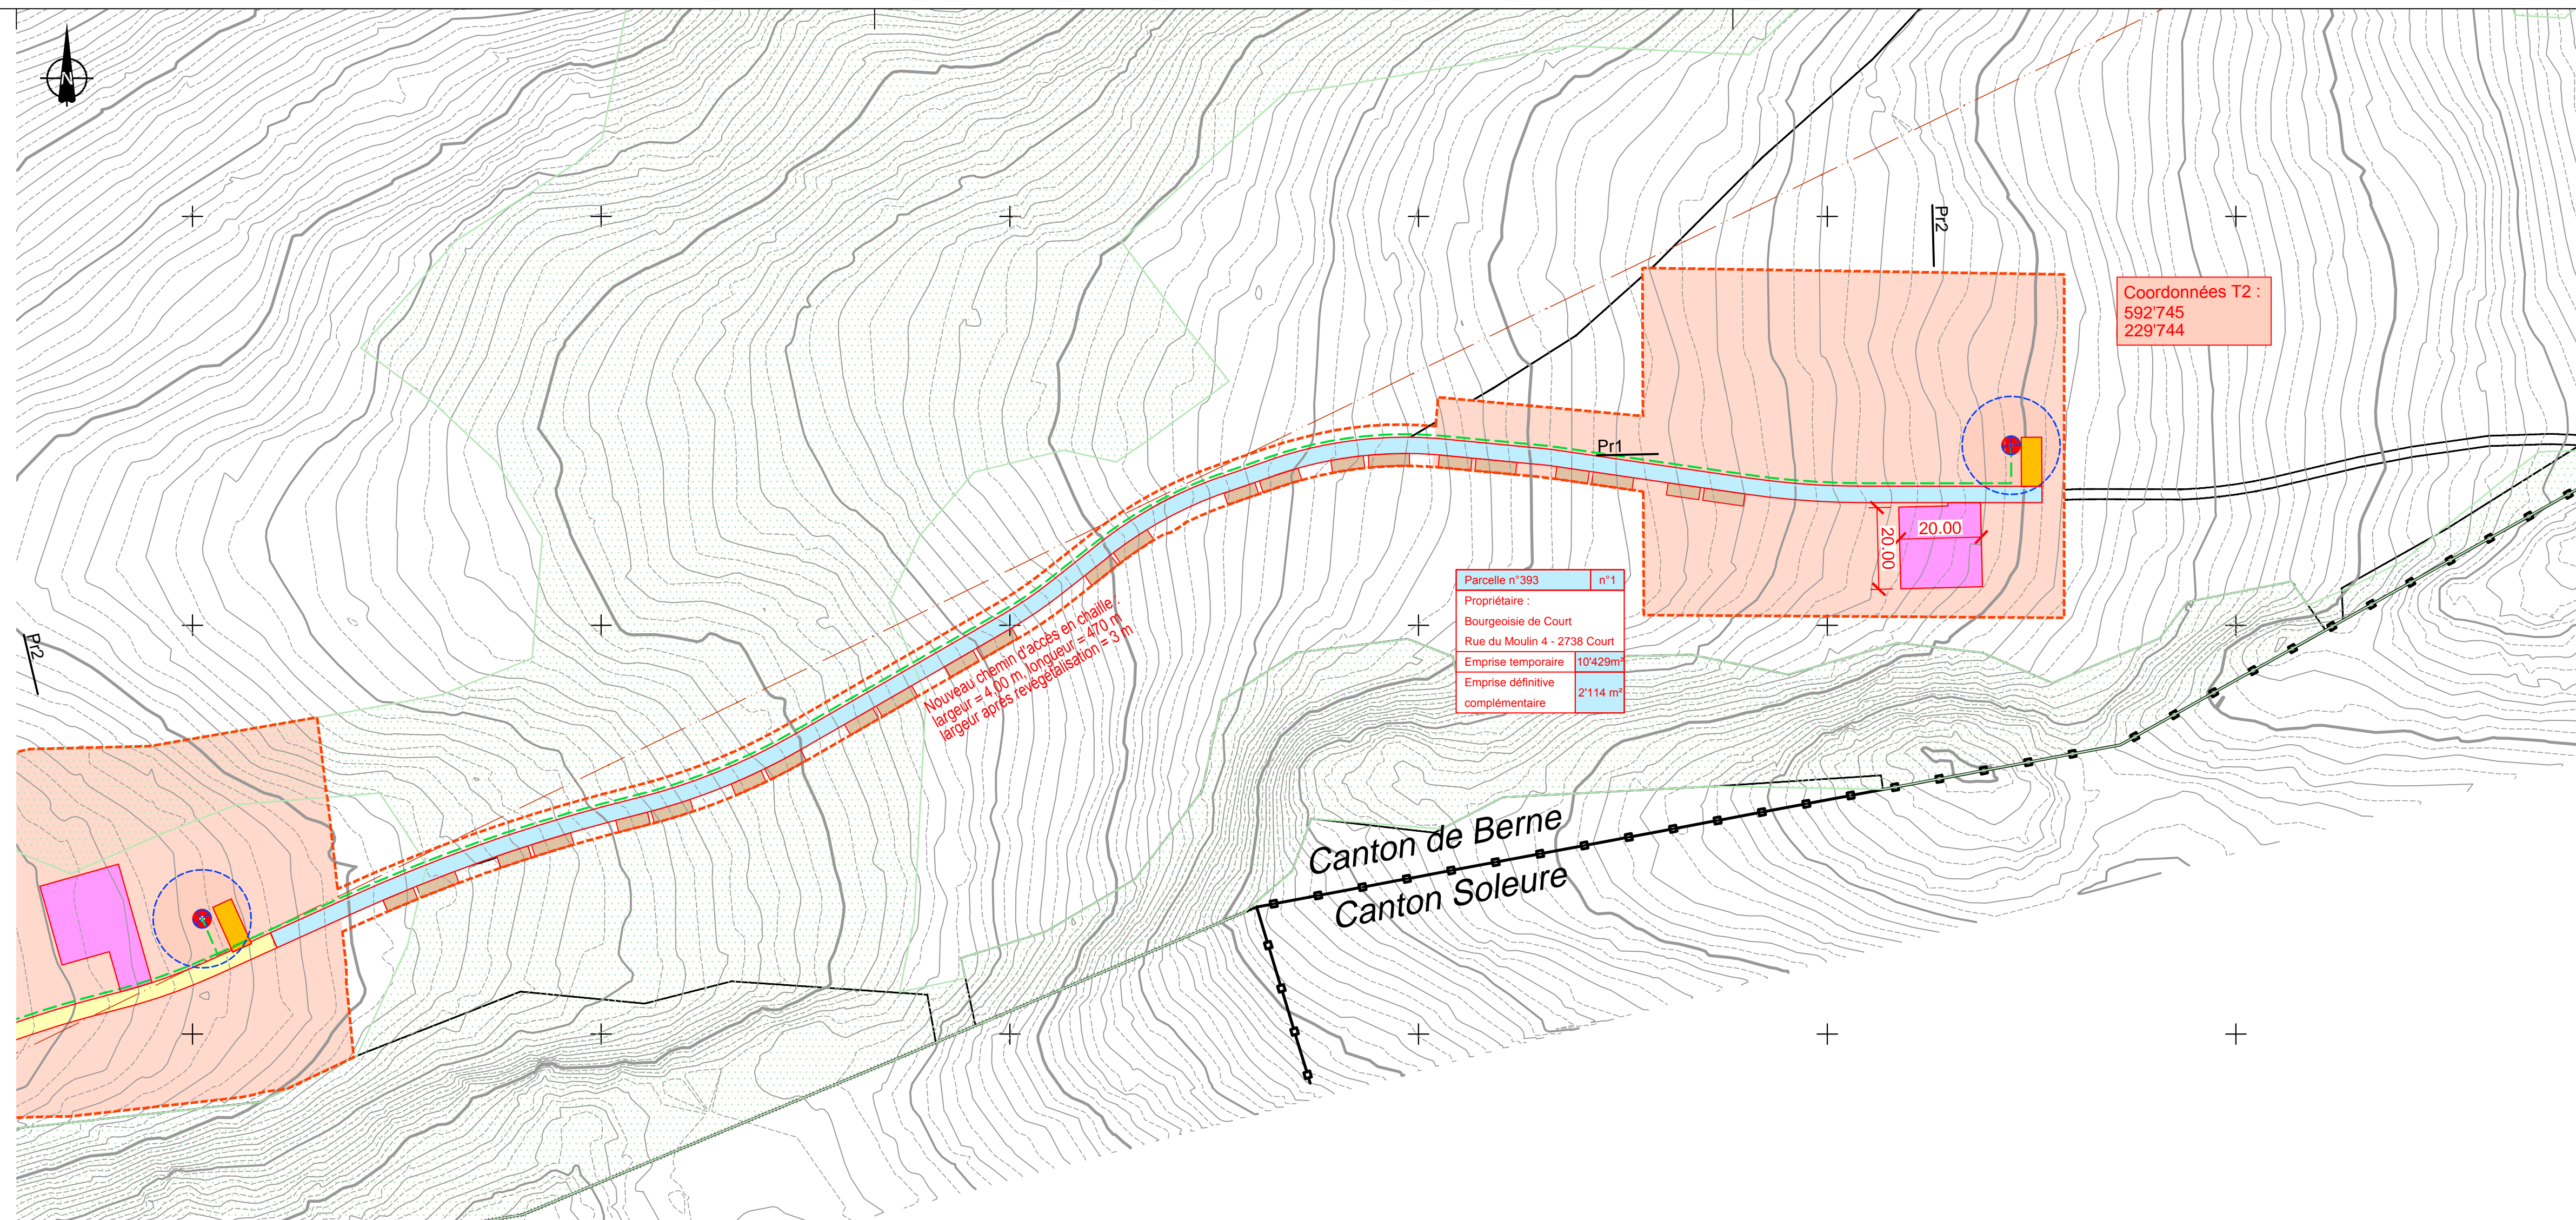 N
Pr2
Coordonnées T2 :
592'745
229'744
Pr1
20.00
20.00
Parcelle n°393 n°1
Propriétaire :
Bourgeoisie de Court
Rue du Moulin 4 - 2738 Court
Emprise temporaire 10'429m²
Emprise définitive
complémentaire 2'114 m²
Nouveau chemin d'accès en chaille :
largeur = 4,00 m, longueur = 470 m
largeur après revégétalisation = 3 m
Pr2
Canton de Berne
Canton Soleure